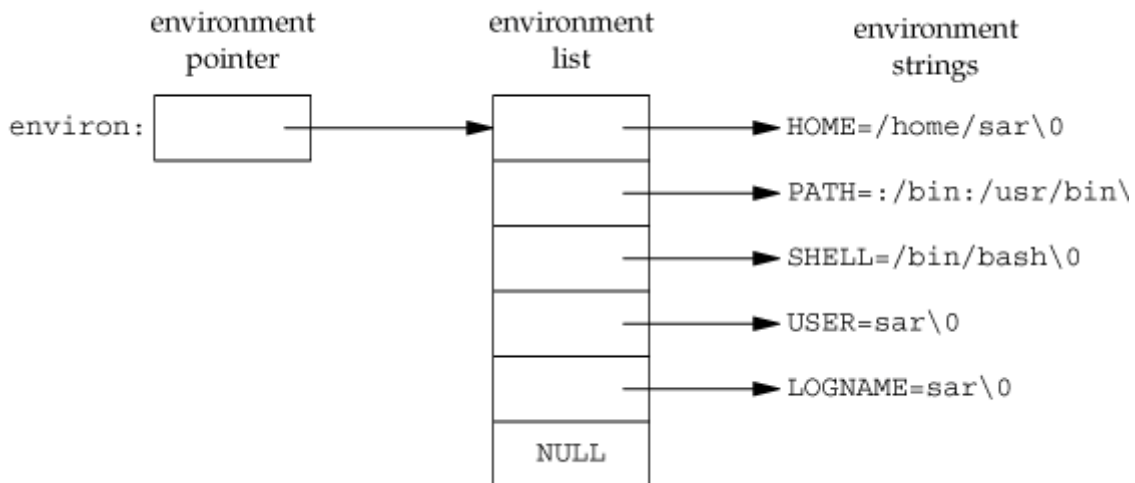 environment
pointer
environment
list
environment
strings
environ:
HOME=/home/sar\0
PATH=:/bin:/usr/bin\
SHELL=/bin/bash\0
USER=sar\0
LOGNAME=sar\0
NULL